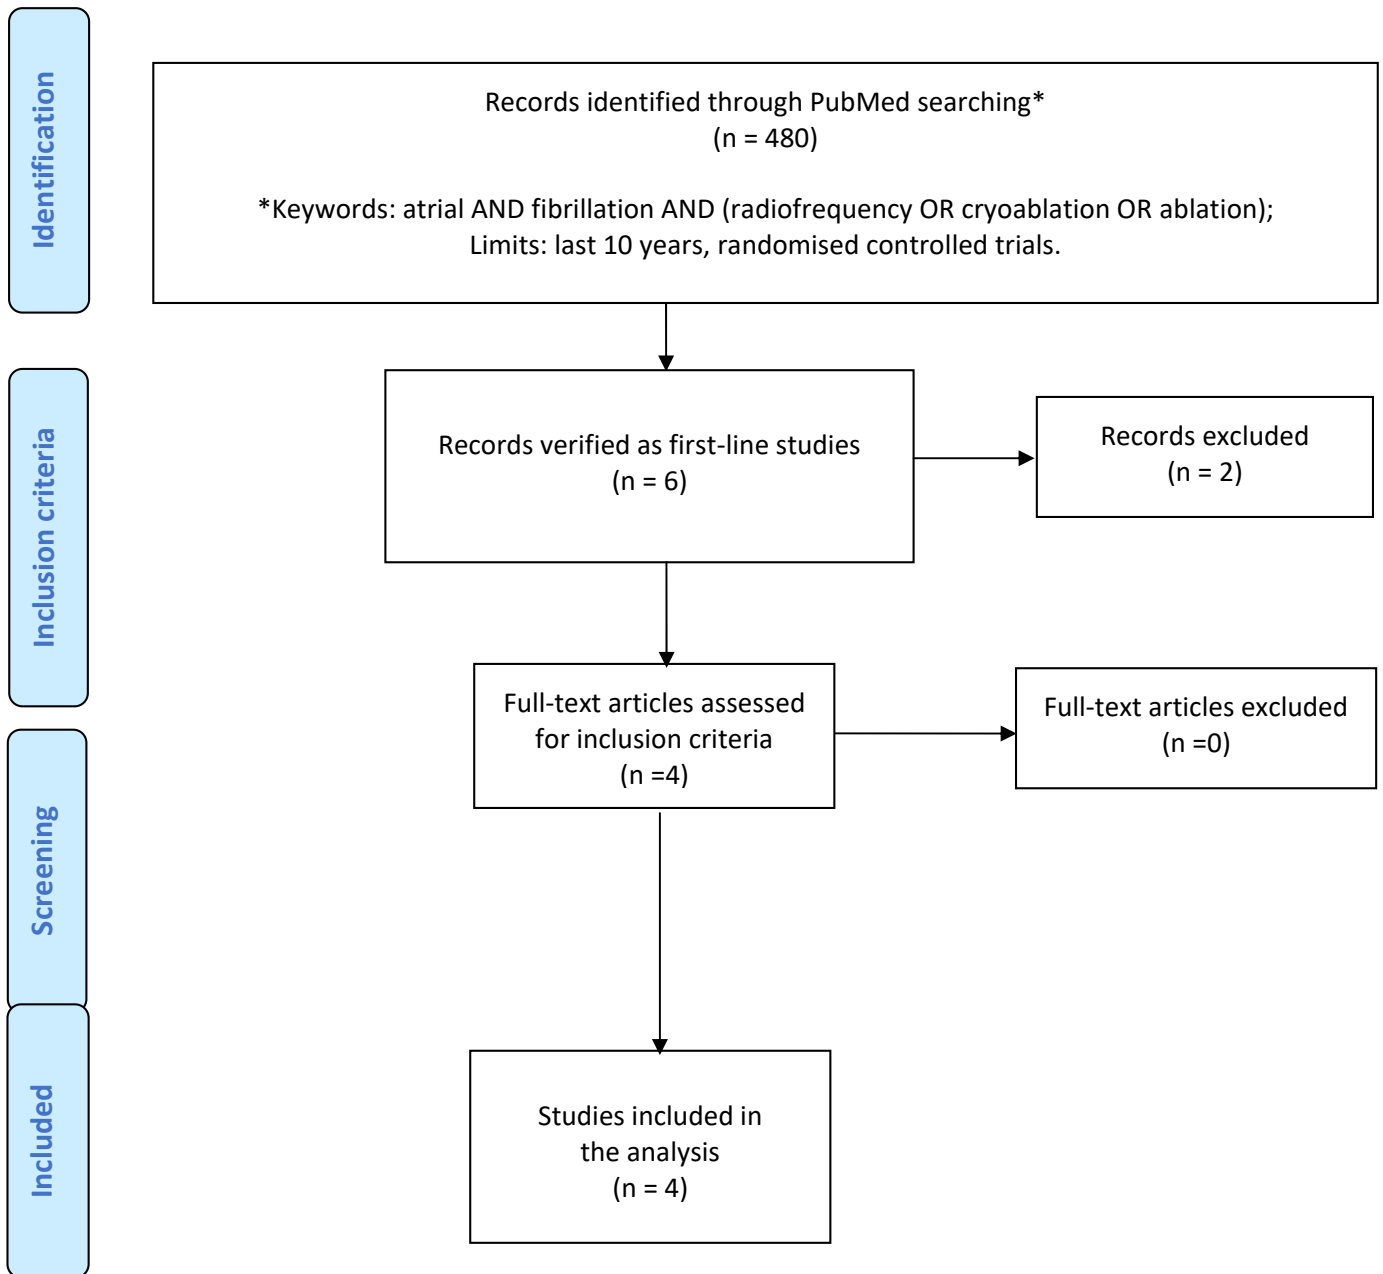 Identification
Records identified through PubMed searching*
(n = 480)
*Keywords: atrial AND fibrillation AND (radiofrequency OR cryoablation OR ablation);
Limits: last 10 years, randomised controlled trials.
Inclusion criteria
Records verified as first-line studies
(n = 6)
Records excluded
(n = 2)
Full-text articles assessed
for inclusion criteria
(n =4)
Full-text articles excluded
(n =0)
Screening
Included
Studies included in
the analysis
(n = 4)